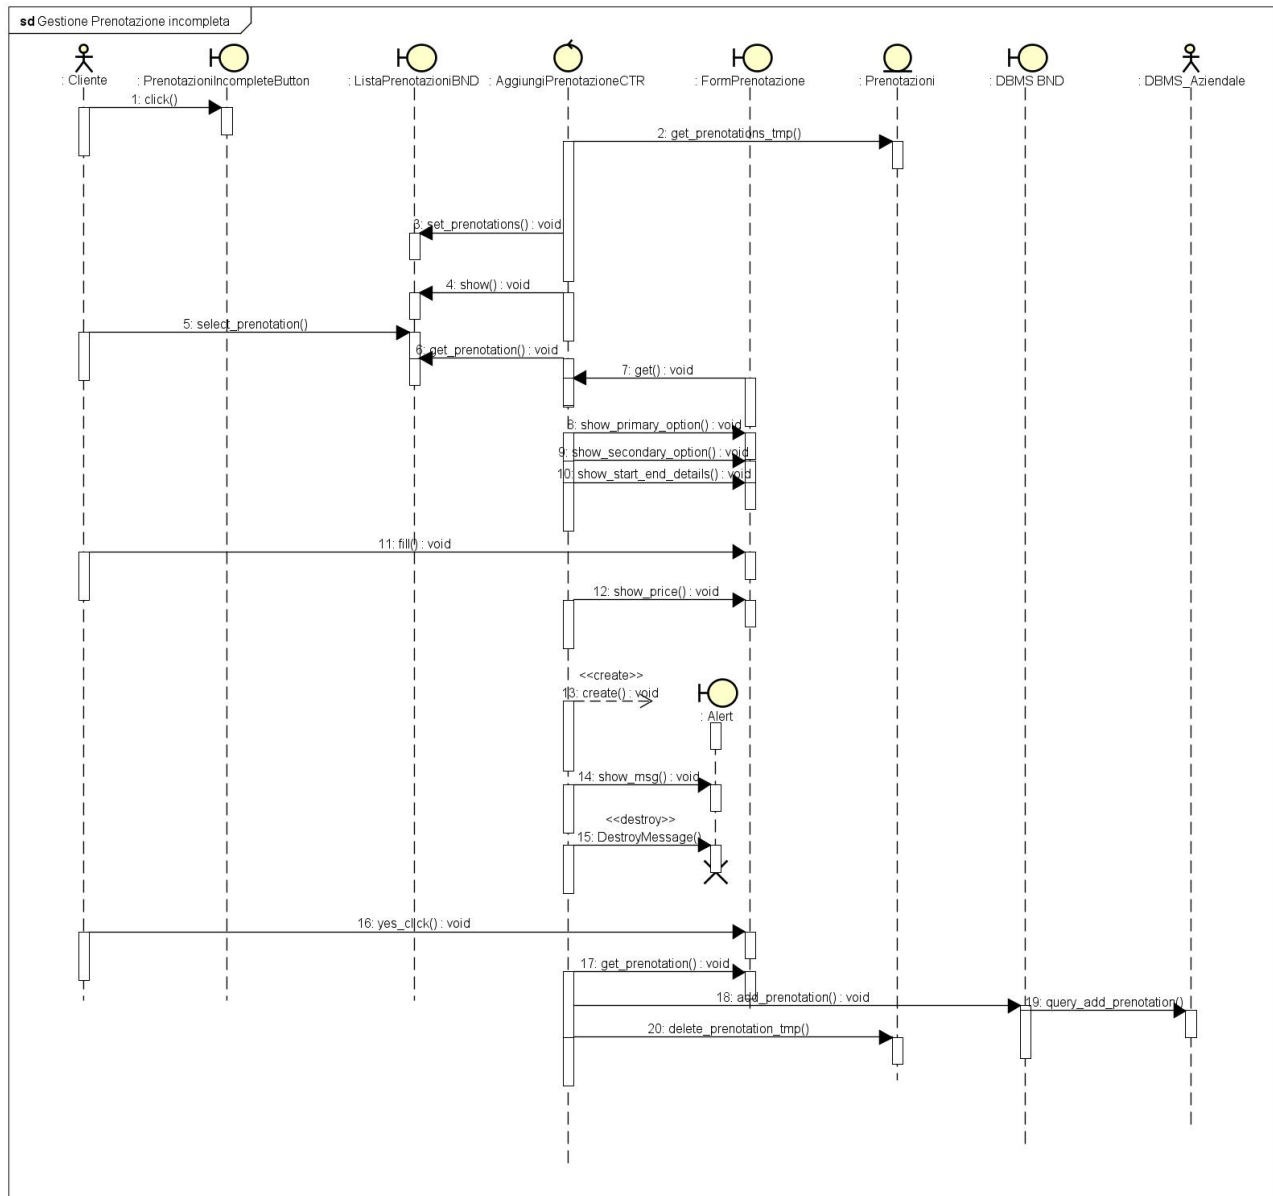 sd Gestione Prenotazione incompleta
: Cliente
: PrenotazioniIncompleteButton
: ListaPrenotazioniBND
: AggiungiPrenotazioneCTR
: FormPrenotazione
: Prenotazioni
: DBMS BND
: DBMS_Aziendale
1: click()
2: get_prenotations_tmp()
3: set_prenotations() : void
4: show() : void
5: select_prenotation()
6: get_prenotation() : void
7: get() : void
8: show_primary_option() : void
9: show_secondary_option() : void
10: show_start_end_details() : void
11: fill() : void
12: show_price() : void
<<create>>
13: create() : void
: Alert
14: show_msg() : void
<<destroy>>
15: DestroyMessage()
16: yes_click() : void
17: get_prenotation() : void
18: add_prenotation() : void
19: query_add_prenotation()
20: delete_prenotation_tmp()